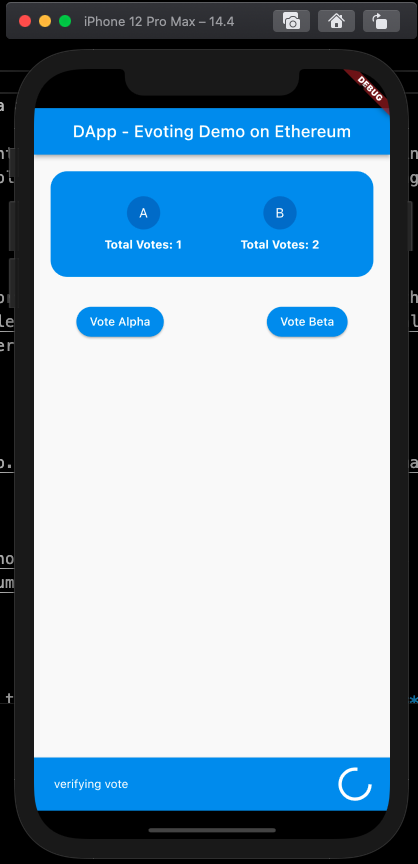 iPhone 12 Pro Max – 14.4
DEBUG
DApp - Evoting Demo on Ethereum
A B
Total Votes: 1 Total Votes: 2
Vote Alpha Vote Beta
verifying vote